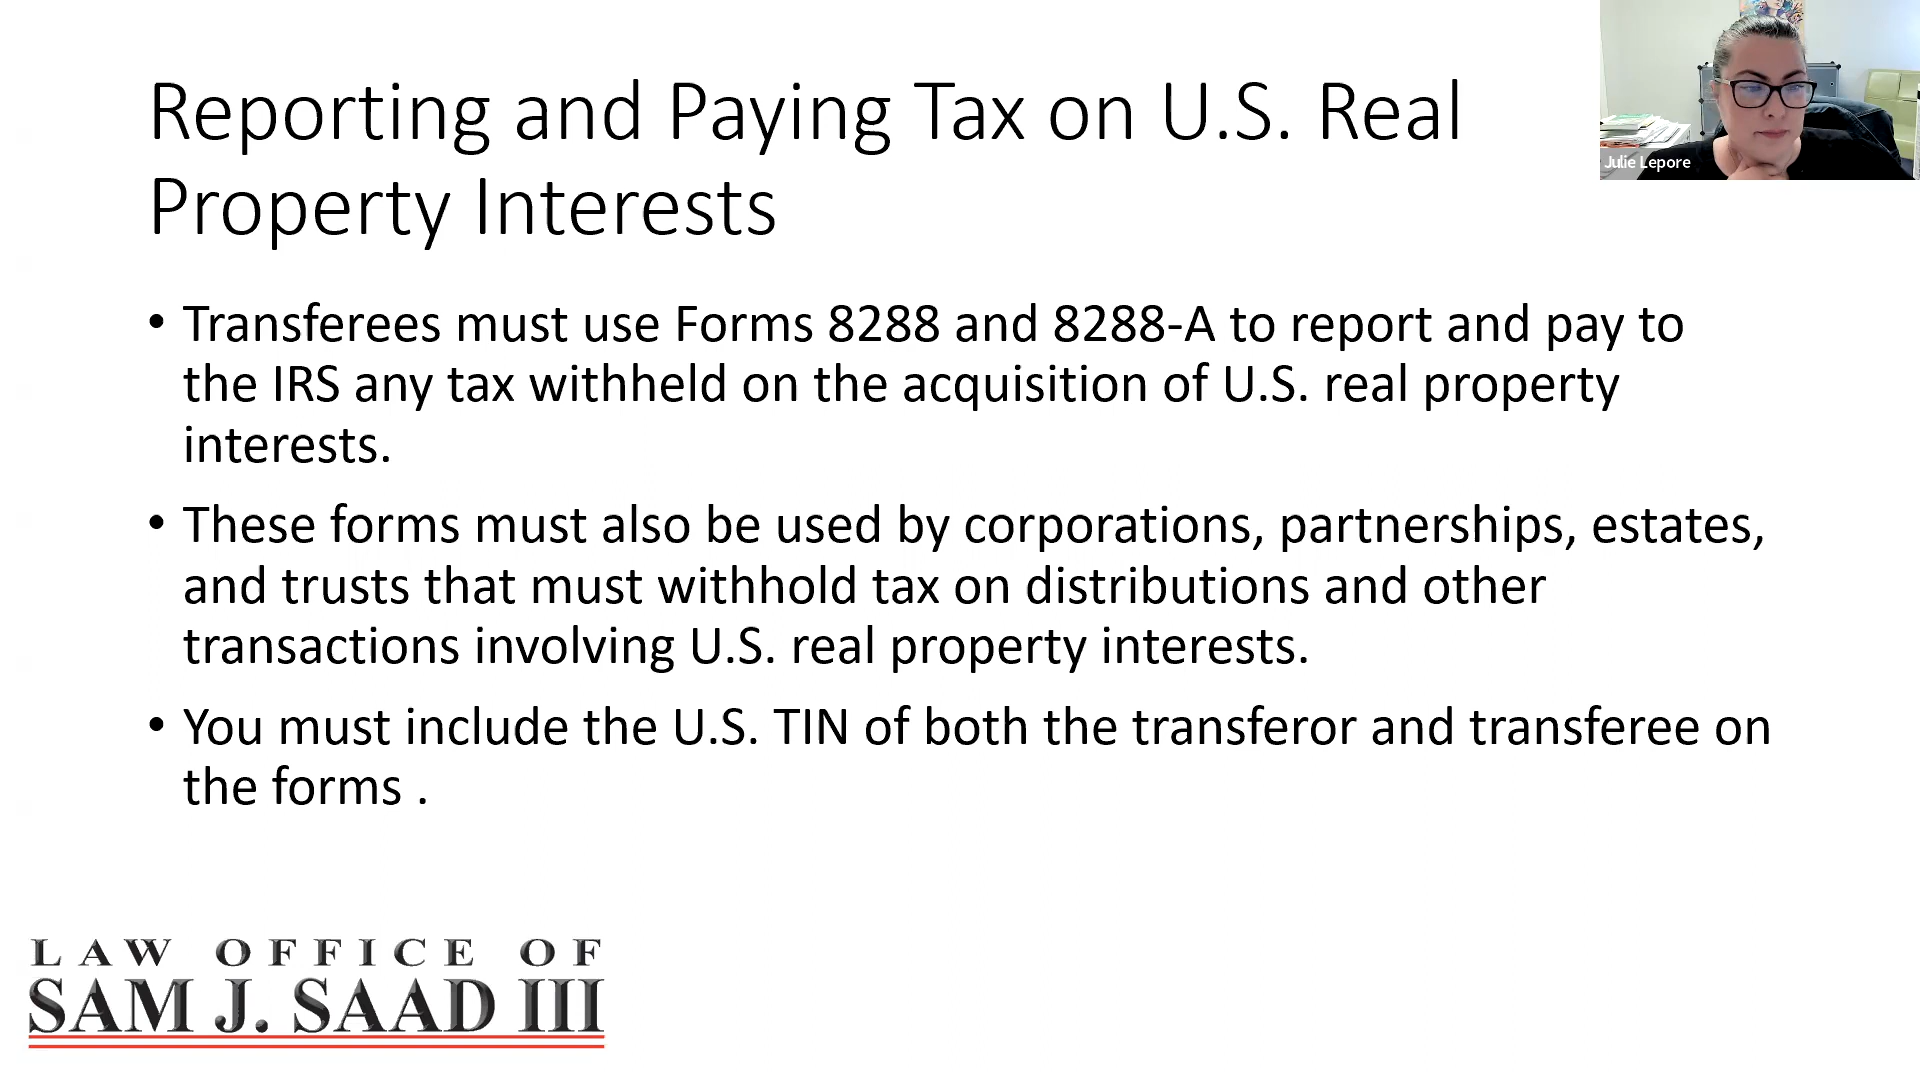 Reporting and Paying Tax on U.S. Real
Property Interests
Julie Lepore
• Transferees must use Forms 8288 and 8288-A to report and pay to
the IRS any tax withheld on the acquisition of U.S. real property
interests.
• These forms must also be used by corporations, partnerships, estates,
and trusts that must withhold tax on distributions and other
transactions involving U.S. real property interests.
• You must include the U.S. TIN of both the transferor and transferee on
the forms .
LAW OFFICE OF
SAM J. SAAD III